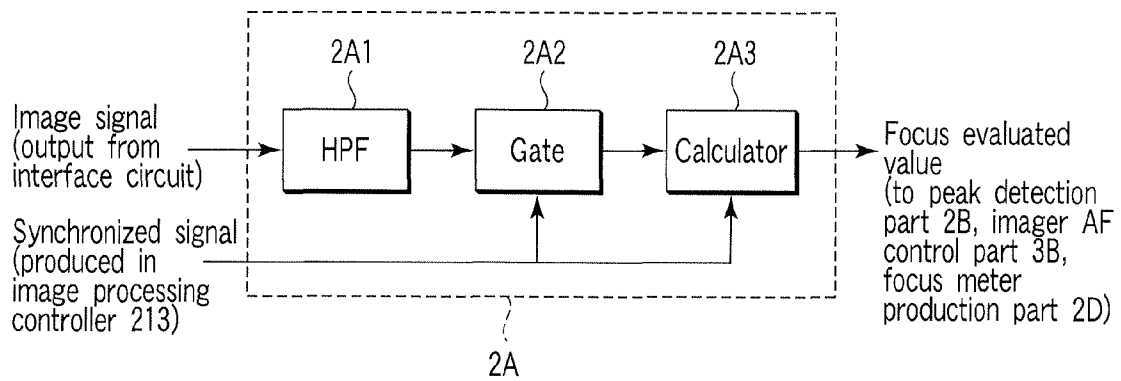 2A1
2A2
2A3
Image signal
(output from
interface circuit)
HPF
Gate
Calculator
Focus evaluated
value
(to peak detection
part 2B, imager AF
control part 3B,
focus meter
production part 2D)
Synchronized signal
(produced in
image processing
controller 213)
2A